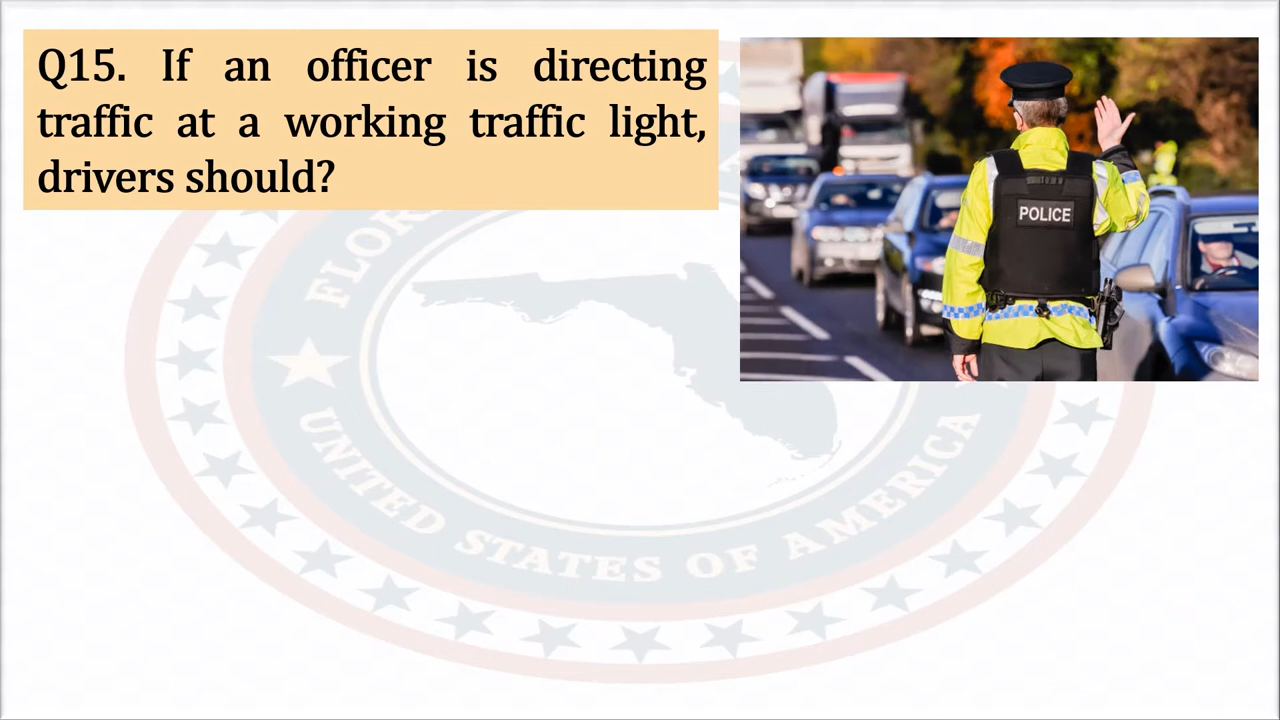 Q15. If an officer is directing
traffic at a working traffic light,
drivers should?
POLICE
FLOR
UNITED STATES OF AMERICA